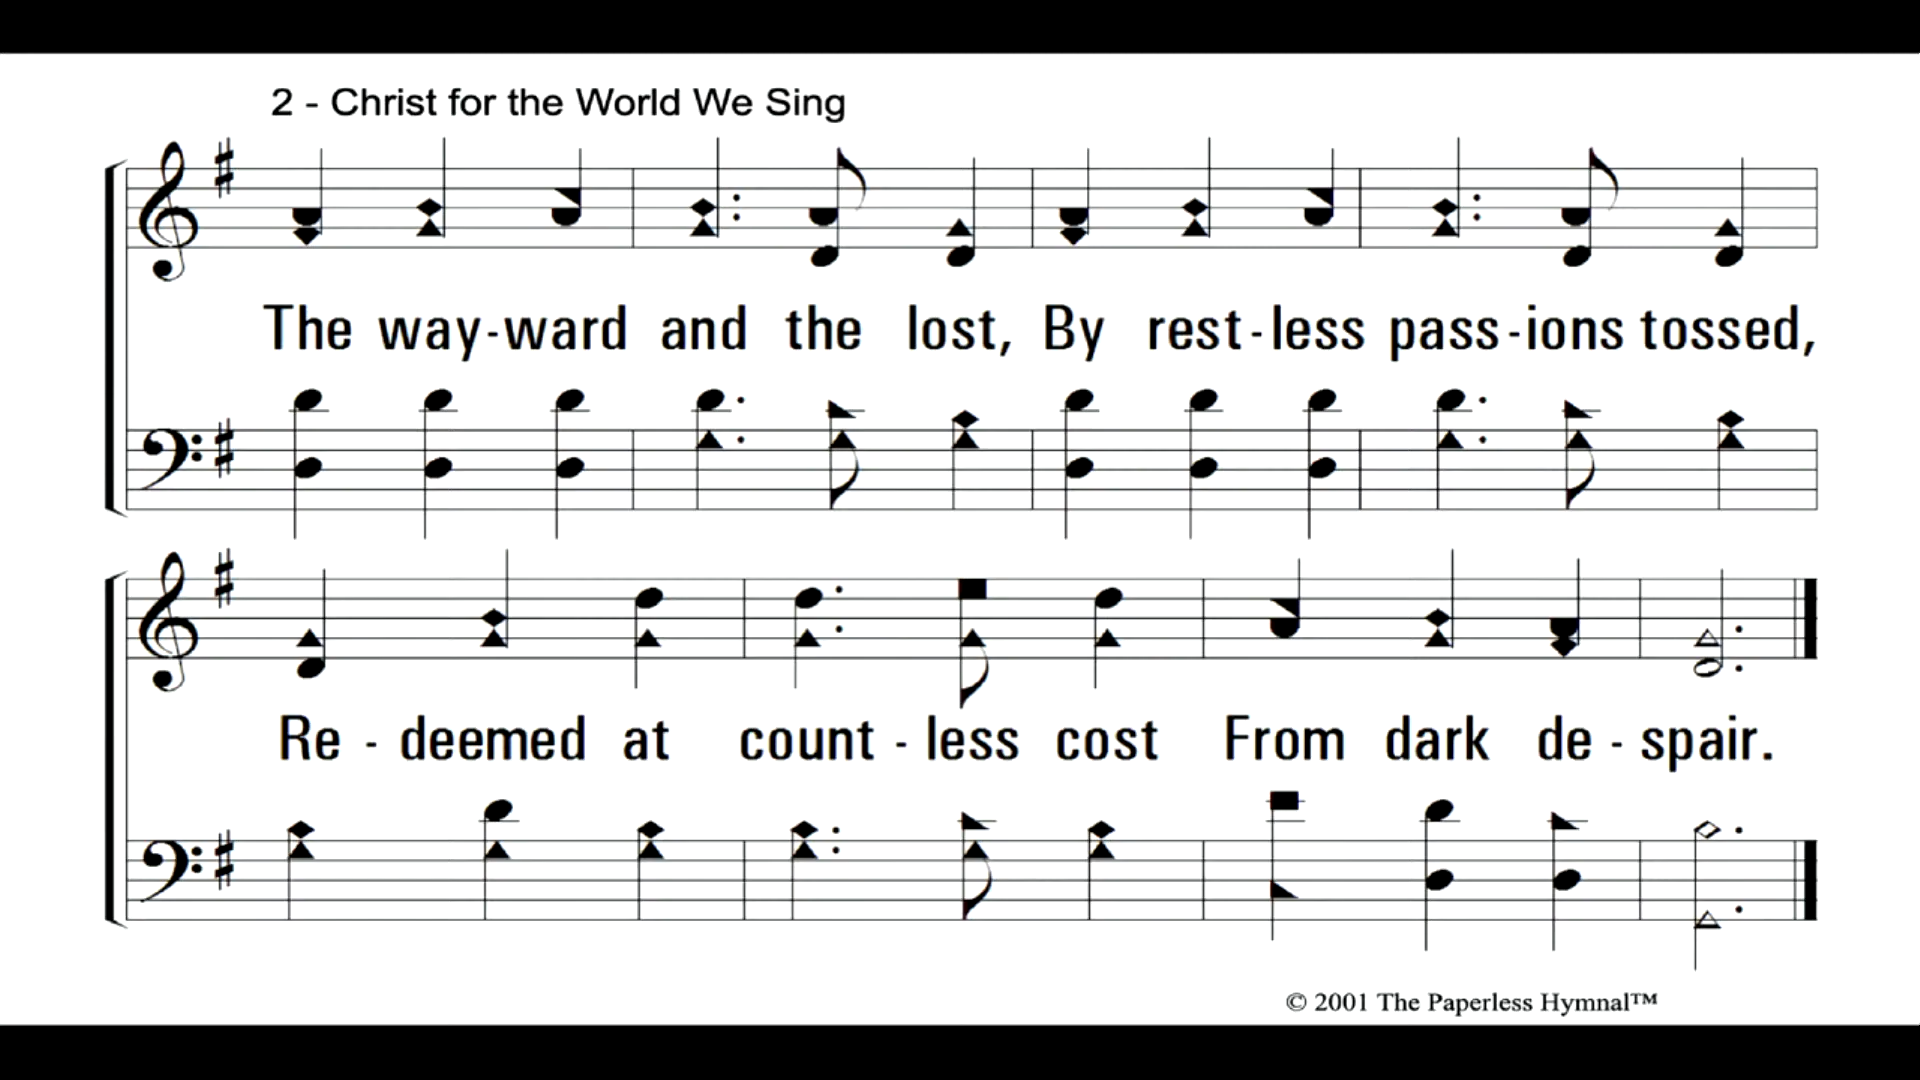 2 - Christ for the World We Sing
The way-ward and the lost, By rest-less pass-ions tossed,
Re - deemed at count - less cost From dark de - spair.
© 2001 The Paperless Hymnal™